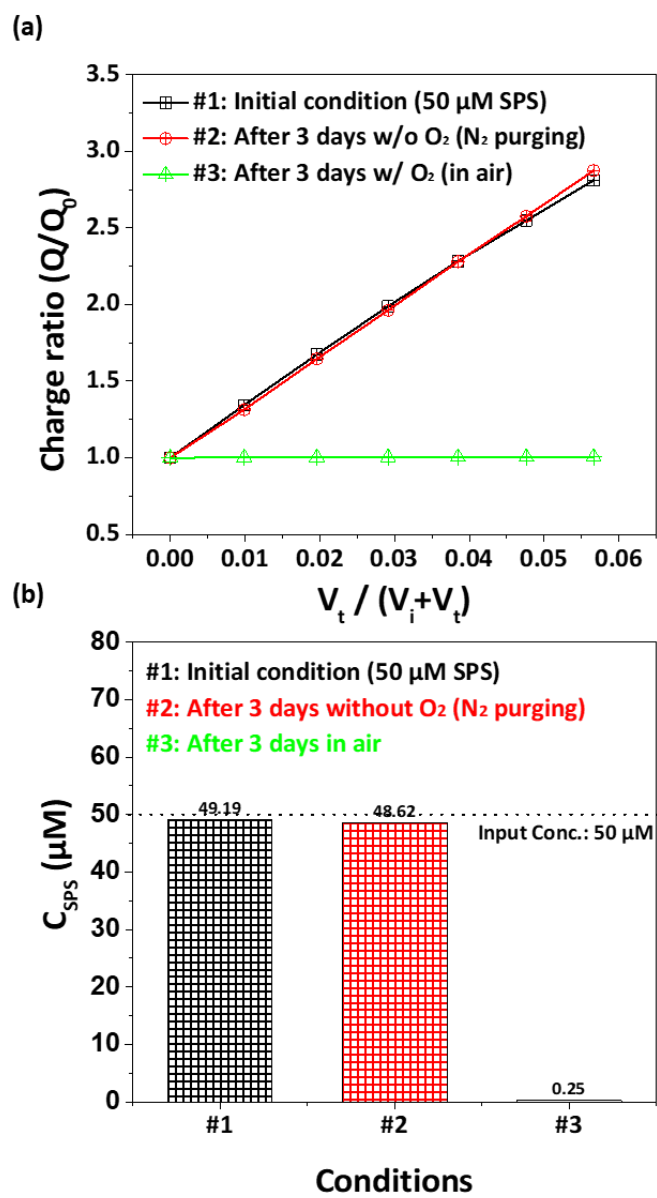 (a)
3.5
3.0
2.5
2.0
1.5
1.0
0.5
Charge ratio (Q/Q₀)
#1: Initial condition (50 µM SPS)
#2: After 3 days w/o O₂ (N₂ purging)
#3: After 3 days w/ O₂ (in air)
0.00 0.01 0.02 0.03 0.04 0.05 0.06
Vₜ / (Vᵢ+Vₜ)
(b)
80
70
60
50
40
30
20
10
0
C_SPS (µM)
#1: Initial condition (50 µM SPS)
#2: After 3 days without O₂ (N₂ purging)
#3: After 3 days in air
49.19 48.62
Input Conc.: 50 µM
0.25
#1 #2 #3
Conditions